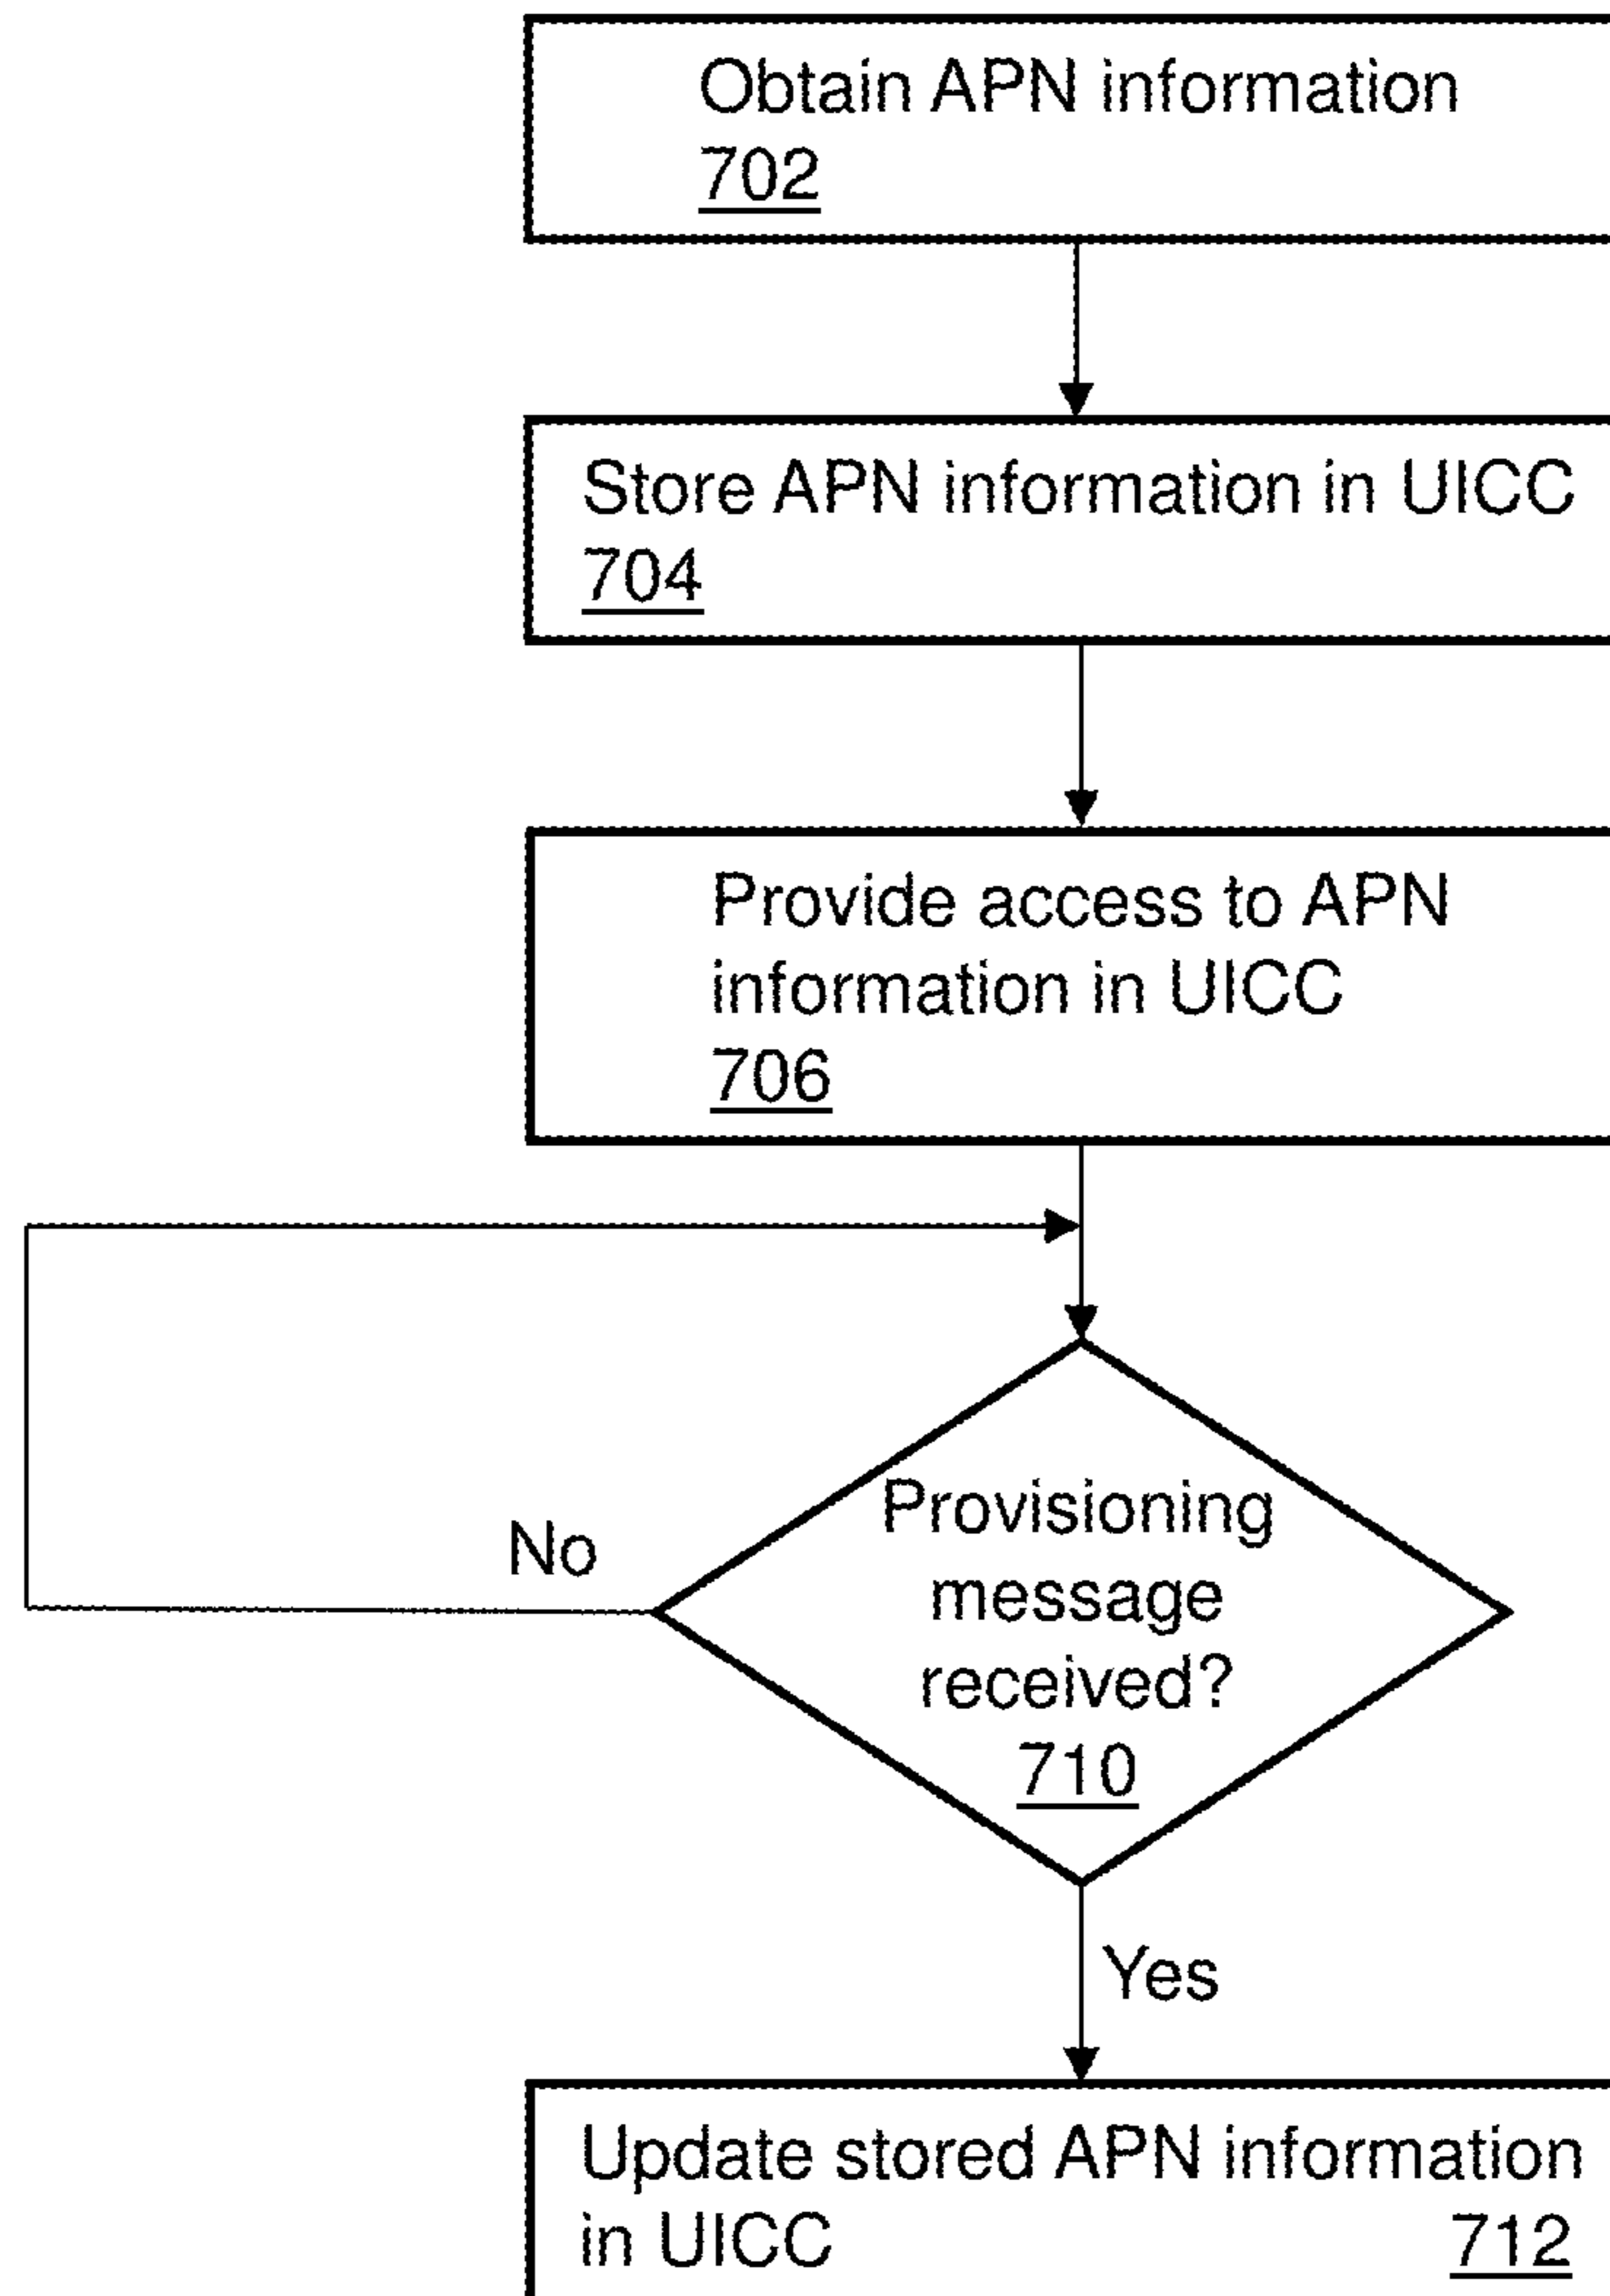 Obtain APN information
702
Store APN information in UICC
704
Provide access to APN
information in UICC
706
No
Provisioning
message
received?
710
Yes
Update stored APN information
in UICC 712